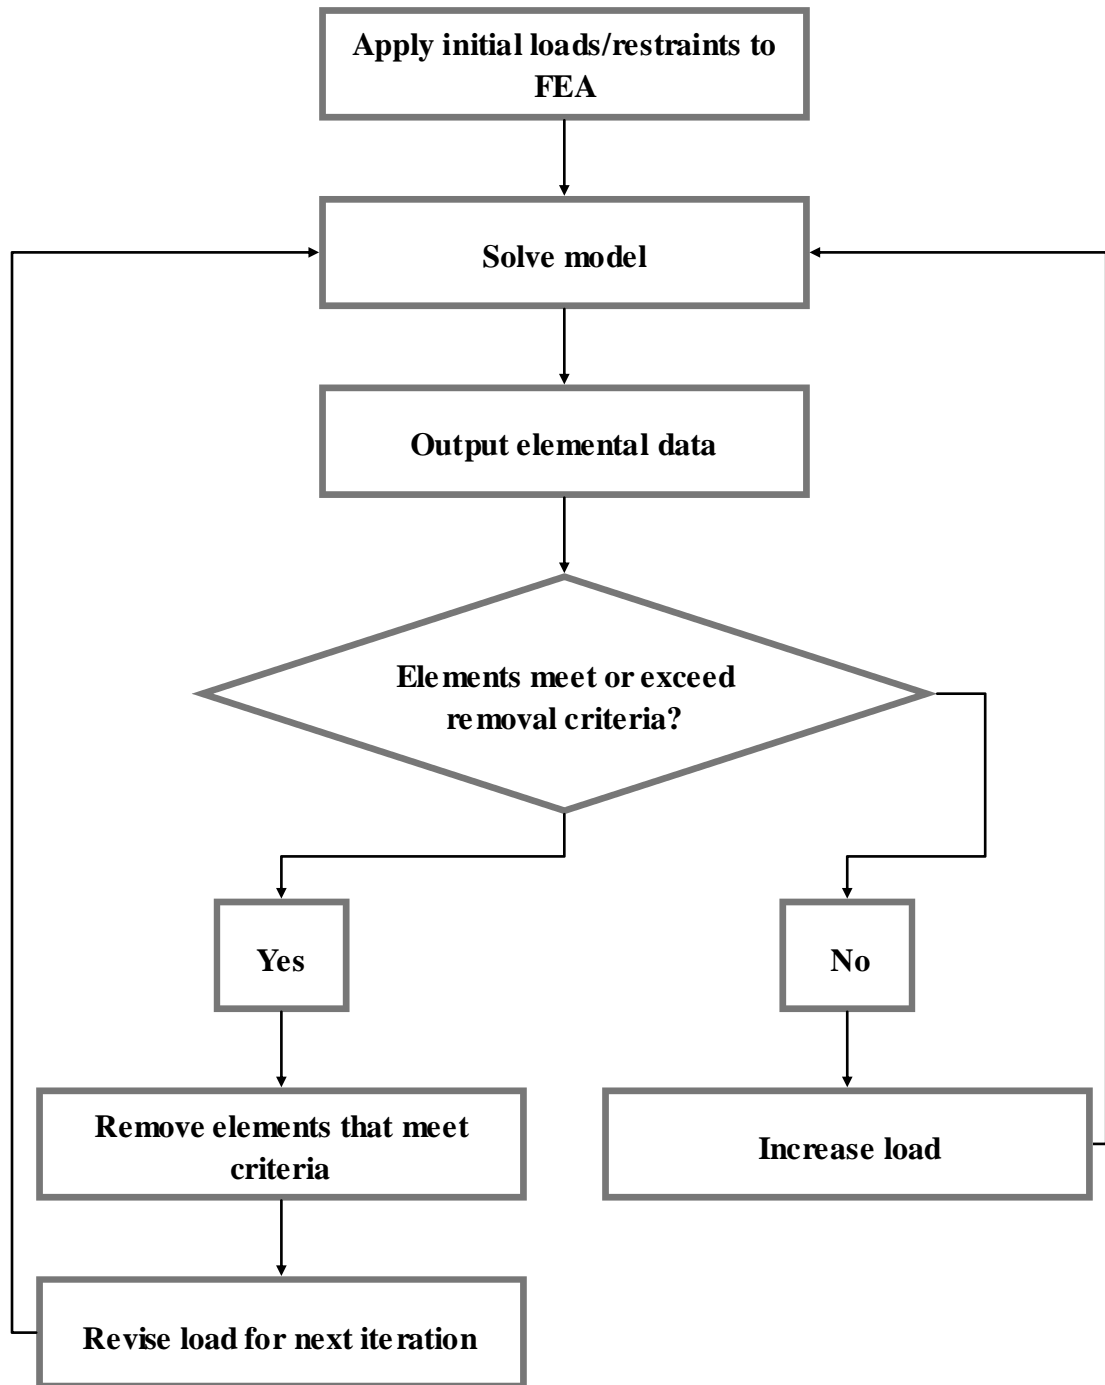 Apply initial loads/restraints to
FEA
Solve model
Output elemental data
Elements meet or exceed
removal criteria?
Yes
No
Remove elements that meet
criteria
Increase load
Revise load for next iteration